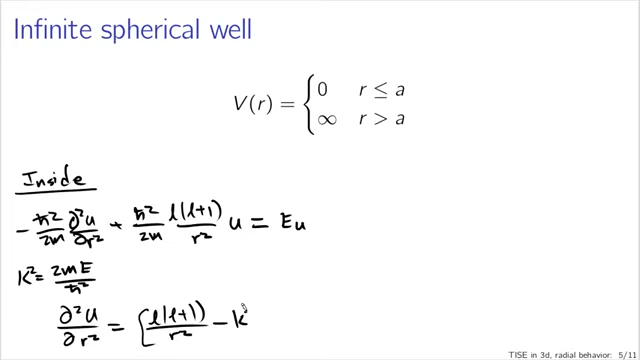 Infinite spherical well
V(r) = { 0 r ≤ a
∞ r > a
Inside
-ħ²/2m ∂²u/∂r² + ħ²/2m l(l+1)/r² u = Eu
k² = 2mE/ħ²
∂²u/∂r² = [l(l+1)/r² - k
TISE in 3d, radial behavior: 5/11